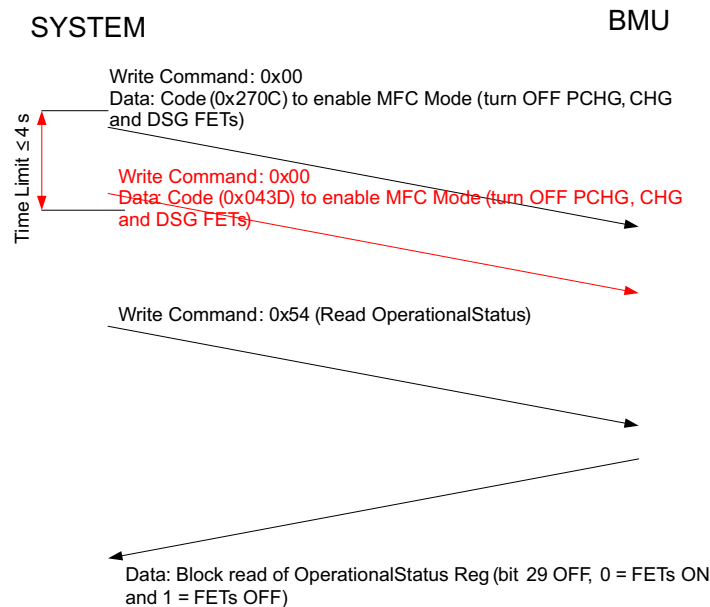 SYSTEM
BMU
Write Command: 0x00
Data: Code (0x270C) to enable MFC Mode (turn OFF PCHG, CHG
and DSG FETs)
Time Limit ≤ 4 s
Write Command: 0x00
Data: Code (0x043D) to enable MFC Mode (turn OFF PCHG, CHG
and DSG FETs)
Write Command: 0x54 (Read OperationalStatus)
Data: Block read of OperationalStatus Reg (bit 29 OFF, 0 = FETs ON
and 1 = FETs OFF)